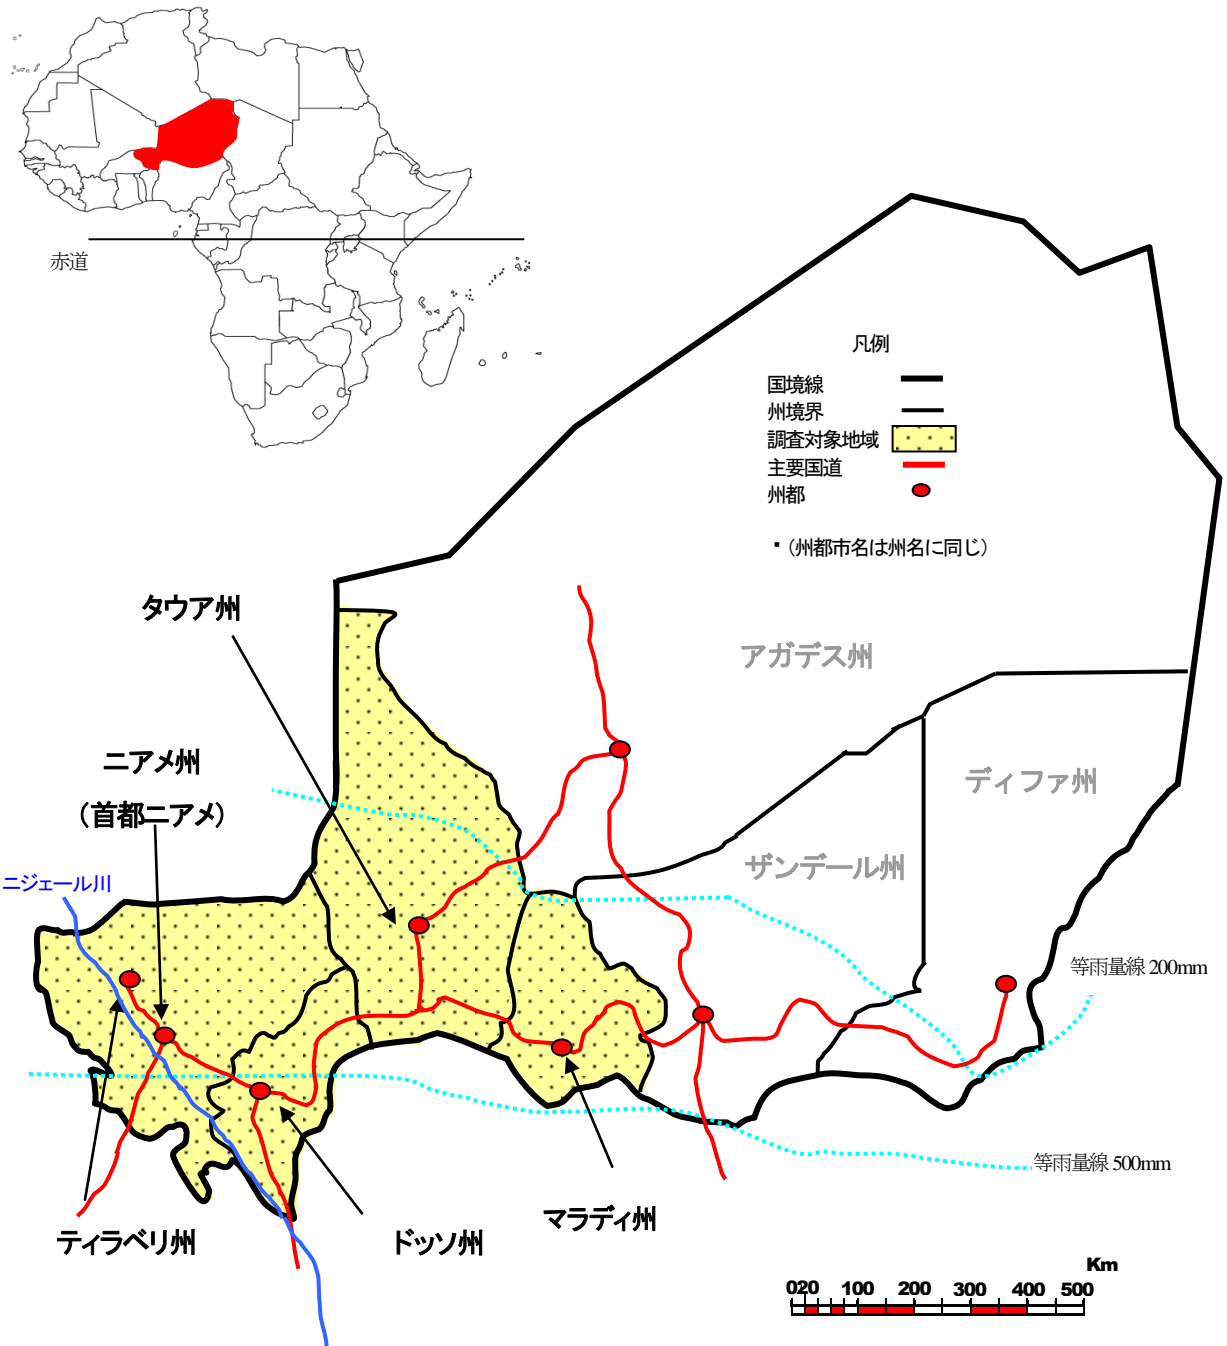 赤道
凡例
国境線
州境界
調査対象地域
主要国道
州都
・(州都市名は州名に同じ)
タウア州
アガデス州
ニアメ州
(首都ニアメ)
ディファ州
ザンデール州
ニジェール川
等雨量線 200mm
等雨量線 500mm
ティラベリ州
ドッソ州
マラディ州
Km
0 20 100 200 300 400 500